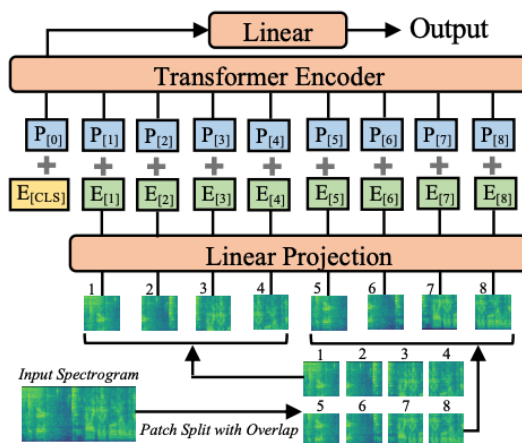 Linear Output
Transformer Encoder
P[0] P[1] P[2] P[3] P[4] P[5] P[6] P[7] P[8]
+ + + + + + + + +
E[CLS] E[1] E[2] E[3] E[4] E[5] E[6] E[7] E[8]
Linear Projection
1 2 3 4 5 6 7 8
1 2 3 4
Input Spectrogram
5 6 7 8
Patch Split with Overlap